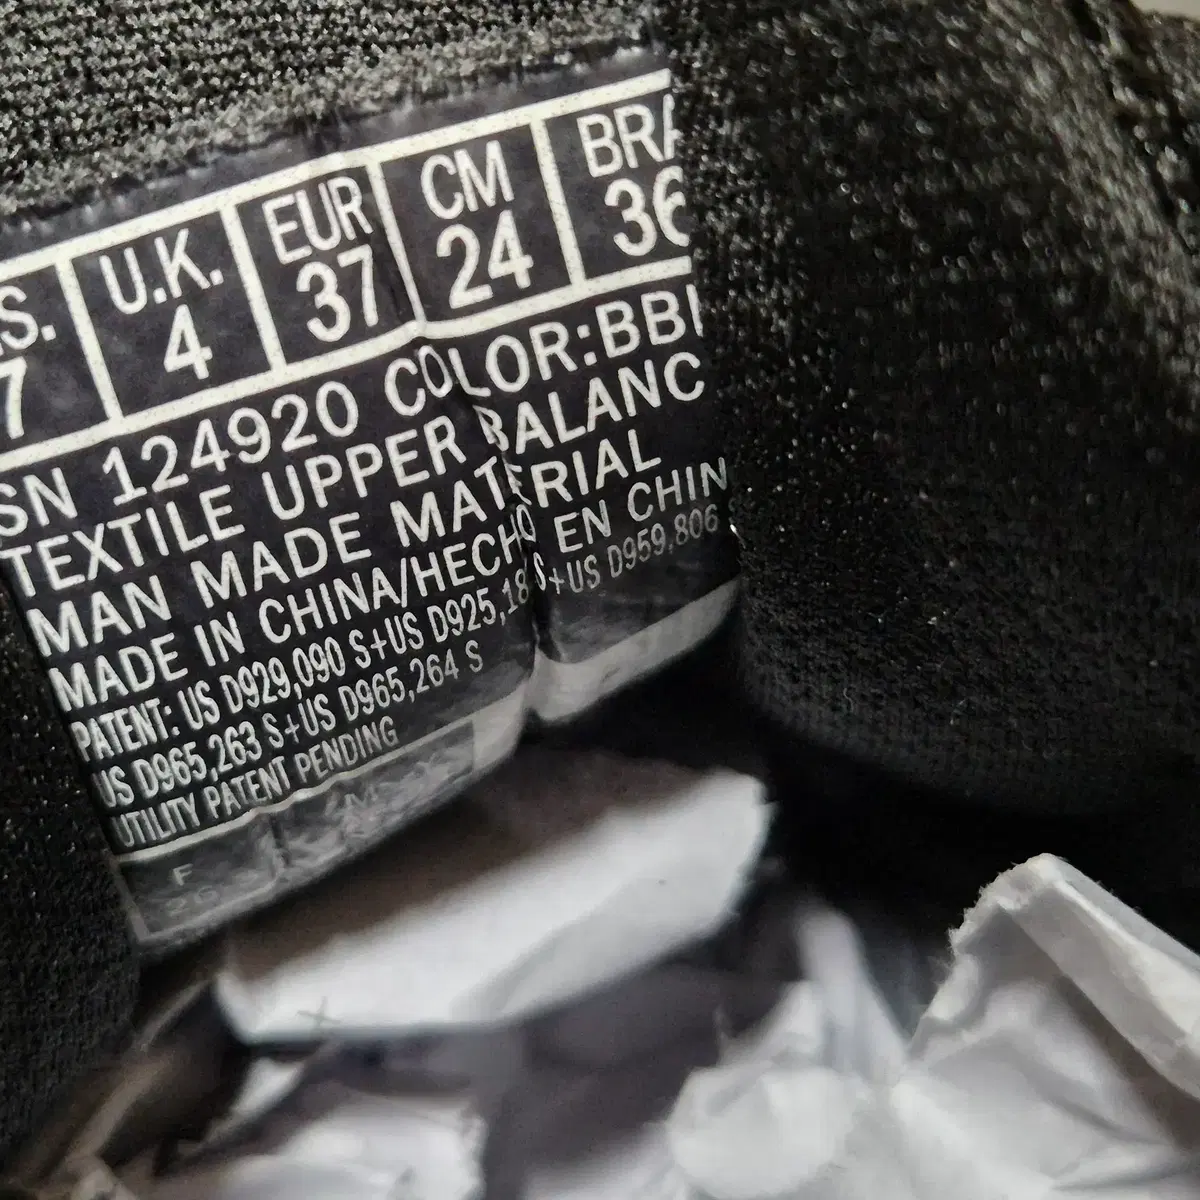 S. U.K. EUR CM BRA
7 4 37 24 36
SN 124920 COLOR:BB
TEXTILE UPPER BALANC
MAN MADE MATERIAL
MADE IN CHINA/HECHO EN CHIN
PATENT: US D929,090 S+US D925,18 S+US D959,806
US D965,263 S+US D965,264 S
UTILITY PATENT PENDING
F